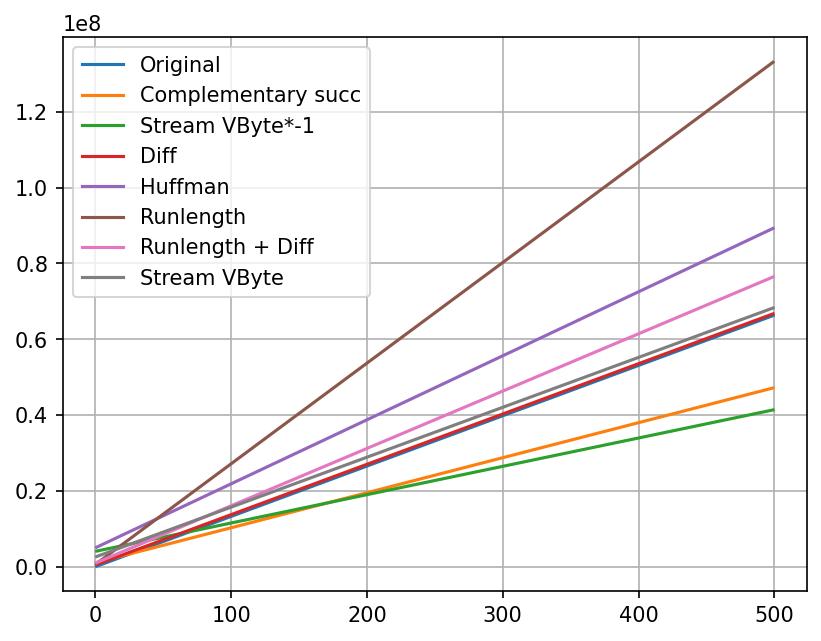 1e8
Original
Complementary succ
Stream VByte*-1
Diff
Huffman
Runlength
Runlength + Diff
Stream VByte
1.2
1.0
0.8
0.6
0.4
0.2
0.0
0 100 200 300 400 500